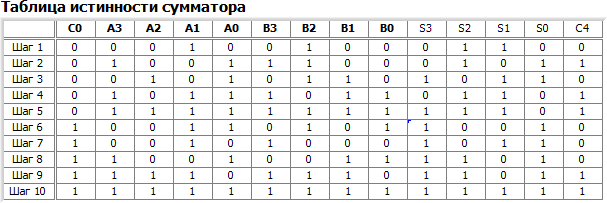 Таблица истинности сумматора
C0 A3 A2 A1 A0 B3 B2 B1 B0 S3 S2 S1 S0 C4
Шаг 1 0 0 0 1 0 0 1 0 0 0 1 1 0 0
Шаг 2 0 1 0 0 1 1 1 0 0 0 1 0 1 1
Шаг 3 0 0 1 0 1 0 1 1 0 1 0 1 1 0
Шаг 4 0 1 0 1 1 1 0 1 1 0 1 1 0 1
Шаг 5 0 1 1 1 1 1 1 1 1 1 1 1 0 1
Шаг 6 1 0 0 1 1 0 1 0 1 1 0 0 1 0
Шаг 7 1 0 0 1 0 1 0 0 0 1 0 1 1 0
Шаг 8 1 1 0 0 1 0 0 1 1 1 1 0 1 0
Шаг 9 1 1 1 1 0 1 1 1 0 1 1 0 1 1
Шаг 10 1 1 1 1 1 1 1 1 1 1 1 1 1 1